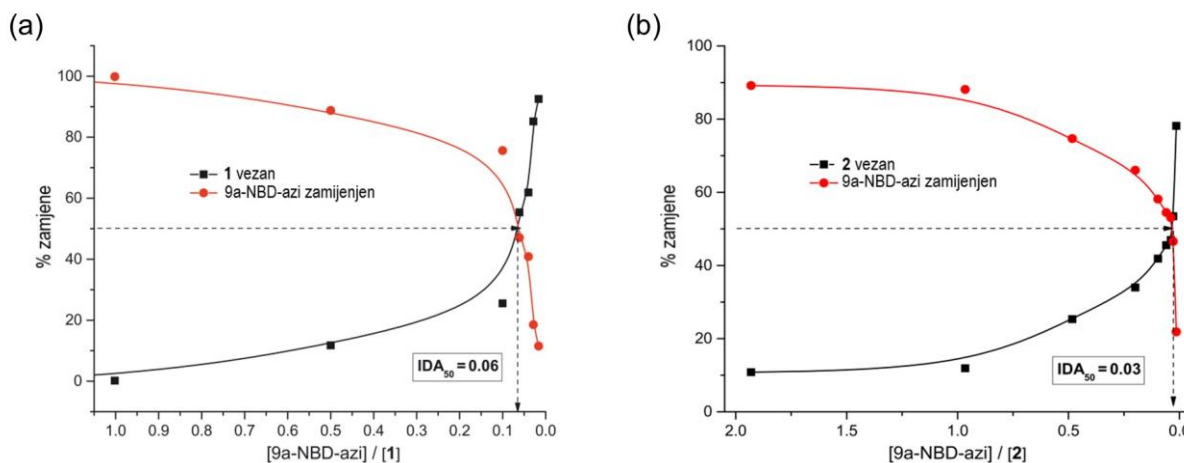 (a)
% zamjene
100
80
60
40
20
0
1 vezan
9a-NBD-azi zamijenjen
IDA50 = 0.06
1.0 0.9 0.8 0.7 0.6 0.5 0.4 0.3 0.2 0.1 0.0
[9a-NBD-azi] / [1]
(b)
% zamjene
100
80
60
40
20
0
2 vezan
9a-NBD-azi zamijenjen
IDA50 = 0.03
2.0 1.5 1.0 0.5 0.0
[9a-NBD-azi] / [2]